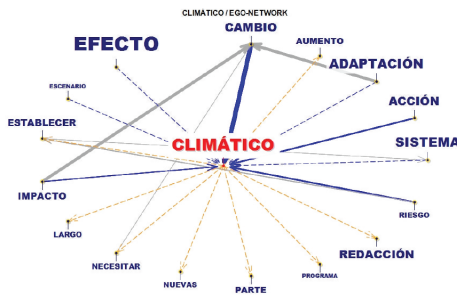 CLIMATICO / EGO-NETWORK
CAMBIO
AUMENTO
EFECTO
ADAPTACIÓN
ESCENARIO
ACCIÓN
ESTABLECER
CLIMÁTICO
SISTEMA
IMPACTO
RIESGO
LARGO
REDACCIÓN
NECESITAR
NUEVAS
PROGRAMA
PARTE